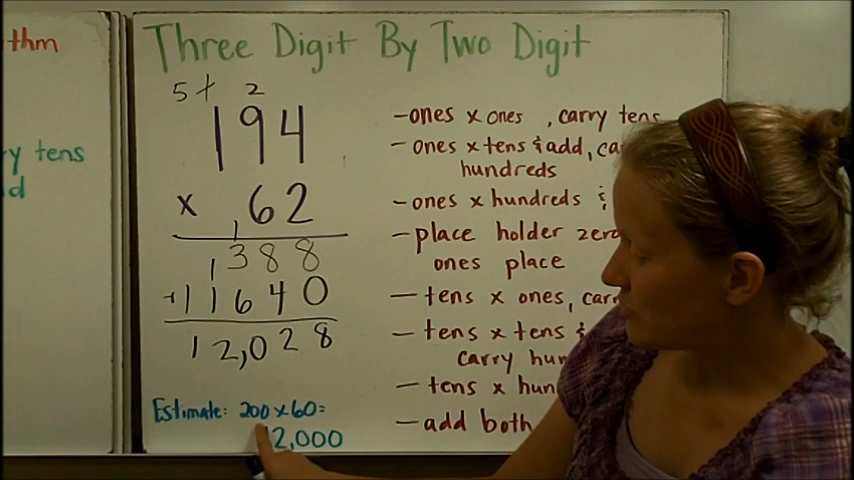 thm
y tens
d
Three Digit By Two Digit
5 1 2
194
x 62
1
388
1
+11640
12,028
Estimate: 200 x 60 =
2,000
-ones x ones , carry tens
-ones x tens & add, ca
hundreds
-ones x hundreds &
-place holder zero
ones place
-tens x ones, carr
-tens x tens &
carry hun
-tens x hun
-add both